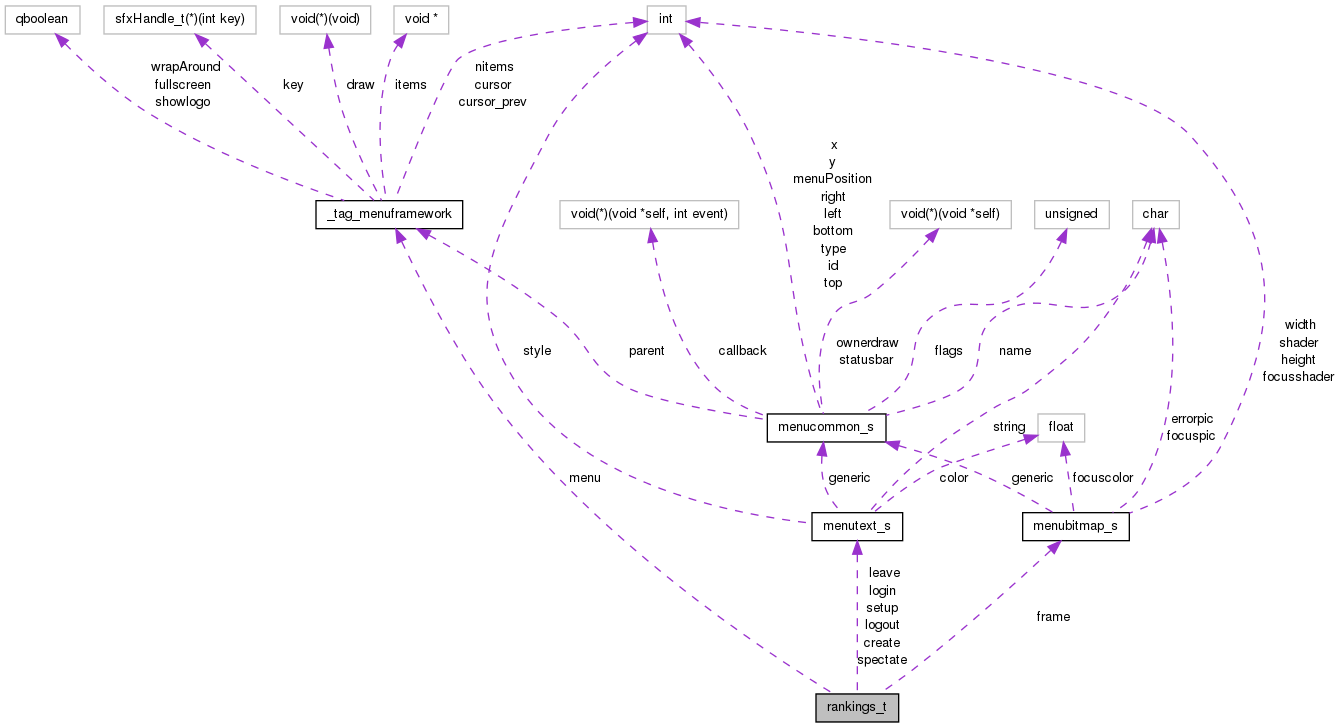 qboolean
sfxHandle_t(*)(int key)
void(*)(void)
void *
int
wrapAround
fullscreen
showlogo
key
draw
items
nitems
cursor
cursor_prev
x
y
menuPosition
right
left
bottom
type
id
top
_tag_menuframework
void(*)(void *self, int event)
void(*)(void *self)
unsigned
char
style
parent
callback
ownerdraw
statusbar
flags
name
width
shader
height
focusshader
menucommon_s
string
float
errorpic
focuspic
menu
generic
color
generic
focuscolor
menutext_s
menubitmap_s
leave
login
setup
logout
create
spectate
frame
rankings_t